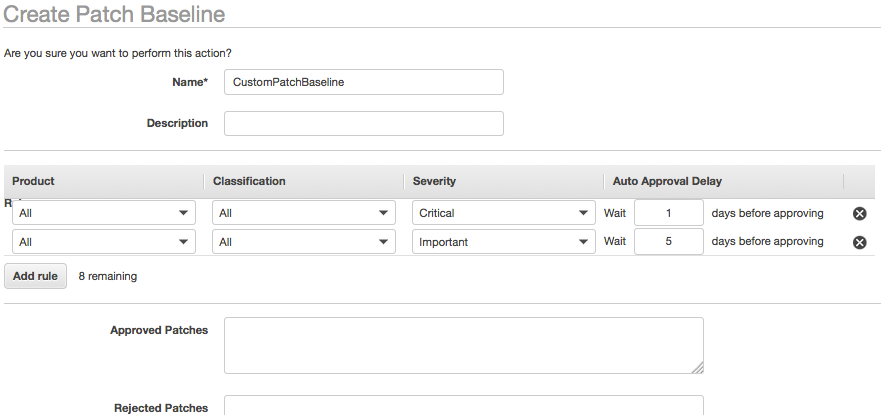 Create Patch Baseline
Are you sure you want to perform this action?
Name* CustomPatchBaseline
Description
Product Classification Severity Auto Approval Delay
All All Critical Wait 1 days before approving
All All Important Wait 5 days before approving
Add rule 8 remaining
Approved Patches
Rejected Patches